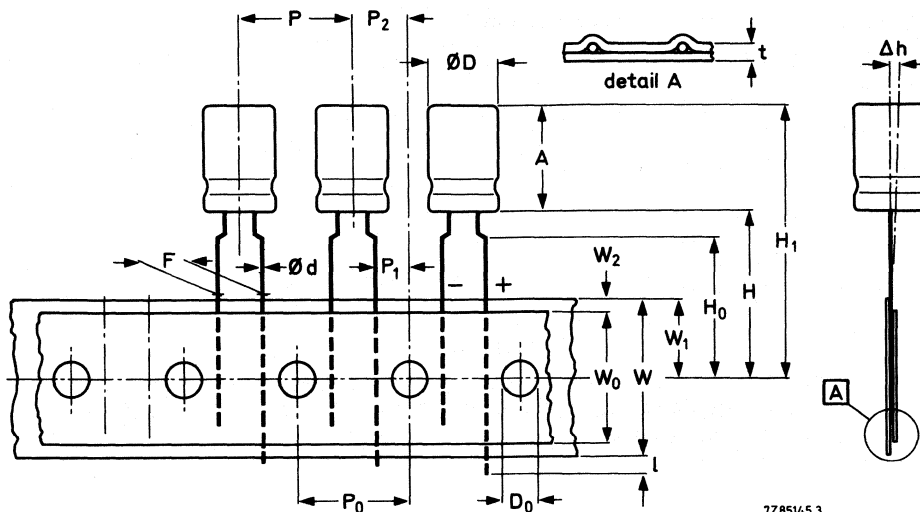 P
P₂
ØD
t
detail A
Δh
A
F
Ød
P₁
−
+
W₂
H₀
H
H₁
W₁
W₀
W
A
l
P₀
D₀
7Z85145.3